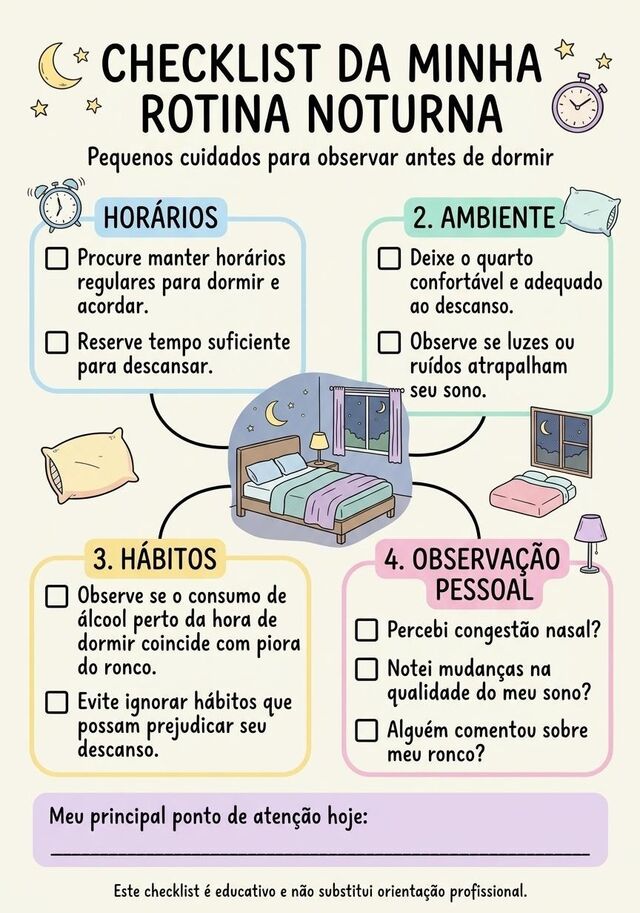 CHECKLIST DA MINHA
ROTINA NOTURNA
Pequenos cuidados para observar antes de dormir
HORÁRIOS
Procure manter horários
regulares para dormir e
acordar.
Reserve tempo suficiente
para descansar.
2. AMBIENTE
Deixe o quarto
confortável e adequado
ao descanso.
Observe se luzes ou
ruídos atrapalham
seu sono.
3. HÁBITOS
Observe se o consumo de
álcool perto da hora de
dormir coincide com piora
do ronco.
Evite ignorar hábitos que
possam prejudicar seu
descanso.
4. OBSERVAÇÃO
PESSOAL
Percebi congestão nasal?
Notei mudanças na
qualidade do meu sono?
Alguém comentou sobre
meu ronco?
Meu principal ponto de atenção hoje:
Este checklist é educativo e não substitui orientação profissional.